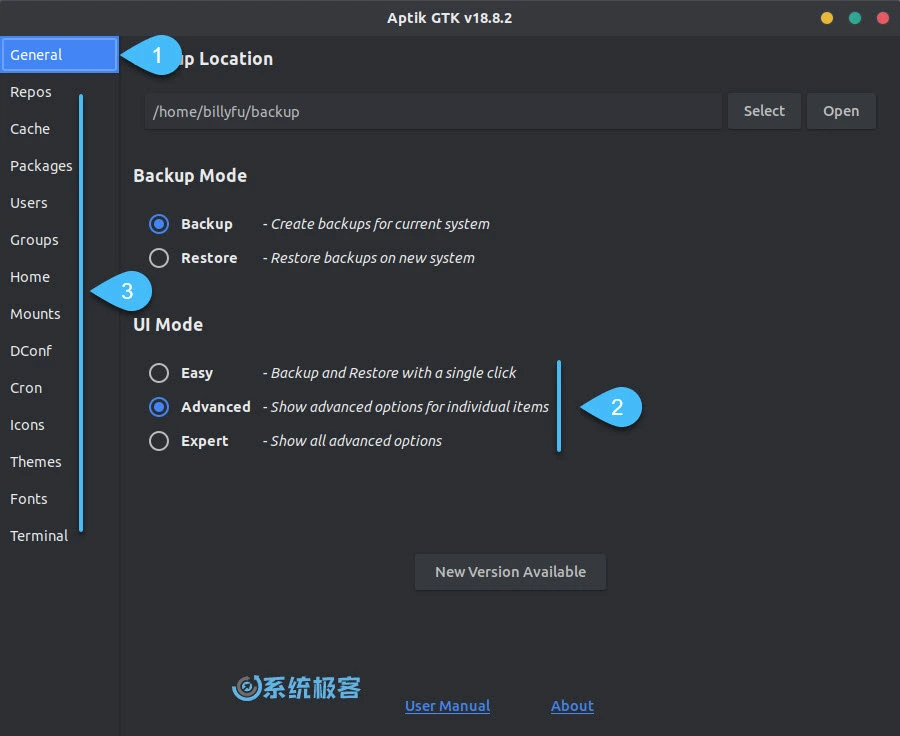 Aptik GTK v18.8.2
General
1
up Location
Repos
/home/billyfu/backup
Select
Open
Cache
Packages
Backup Mode
Users
Backup - Create backups for current system
Groups
Restore - Restore backups on new system
Home
3
Mounts
UI Mode
DConf
Easy - Backup and Restore with a single click
Cron
Advanced - Show advanced options for individual items
2
Icons
Expert - Show all advanced options
Themes
Fonts
Terminal
New Version Available
系统极客
User Manual
About